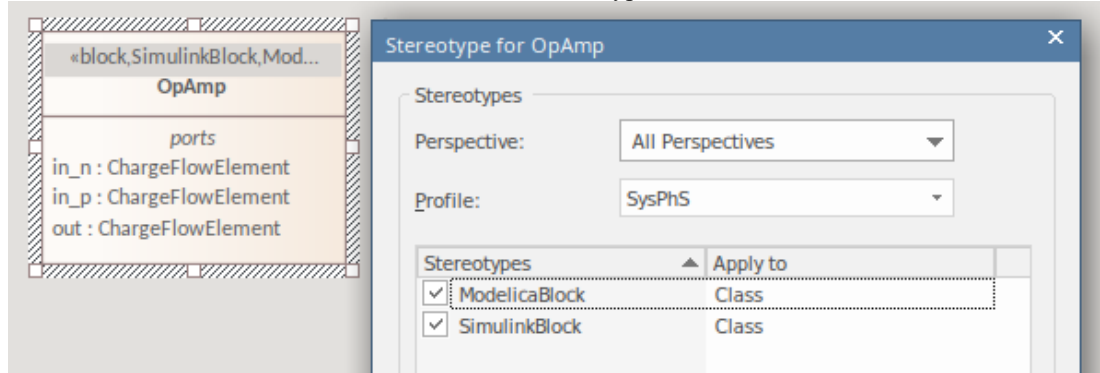 «block,SimulinkBlock,Mod...
OpAmp
ports
in_n : ChargeFlowElement
in_p : ChargeFlowElement
out : ChargeFlowElement
Stereotype for OpAmp
Stereotypes
Perspective: All Perspectives
Profile: SysPhS
Stereotypes Apply to
ModelicaBlock Class
SimulinkBlock Class